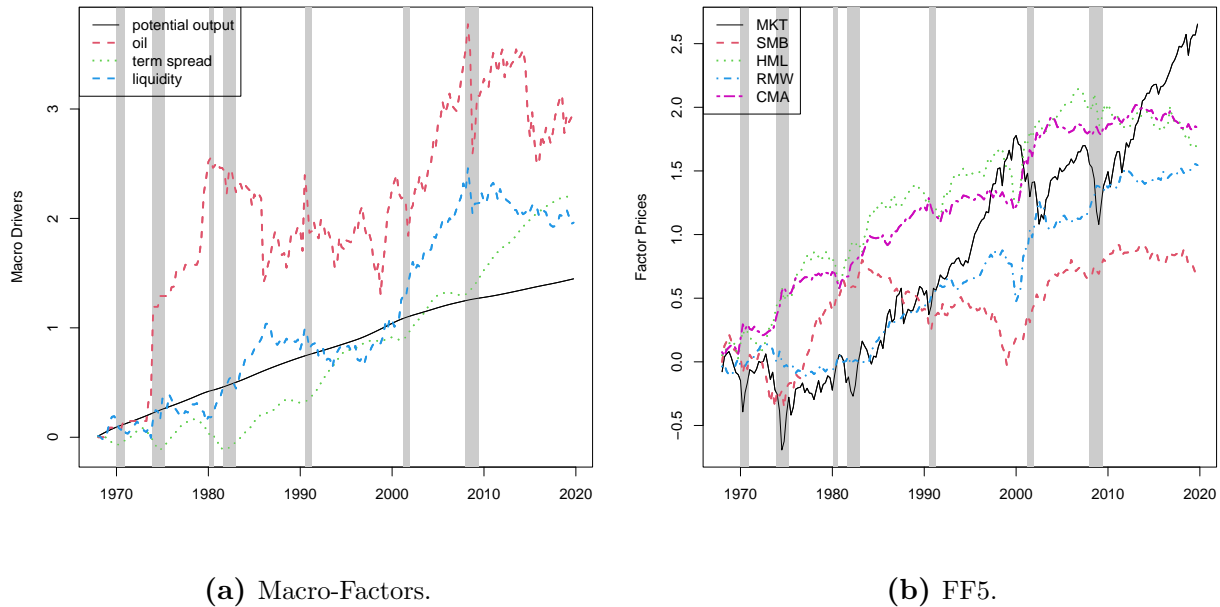 potential output
oil
term spread
liquidity
Macro Drivers
3
2
1
0
1970 1980 1990 2000 2010 2020
(a) Macro-Factors.
MKT
SMB
HML
RMW
CMA
Factor Prices
2.5
2.0
1.5
1.0
0.5
0.0
−0.5
1970 1980 1990 2000 2010 2020
(b) FF5.